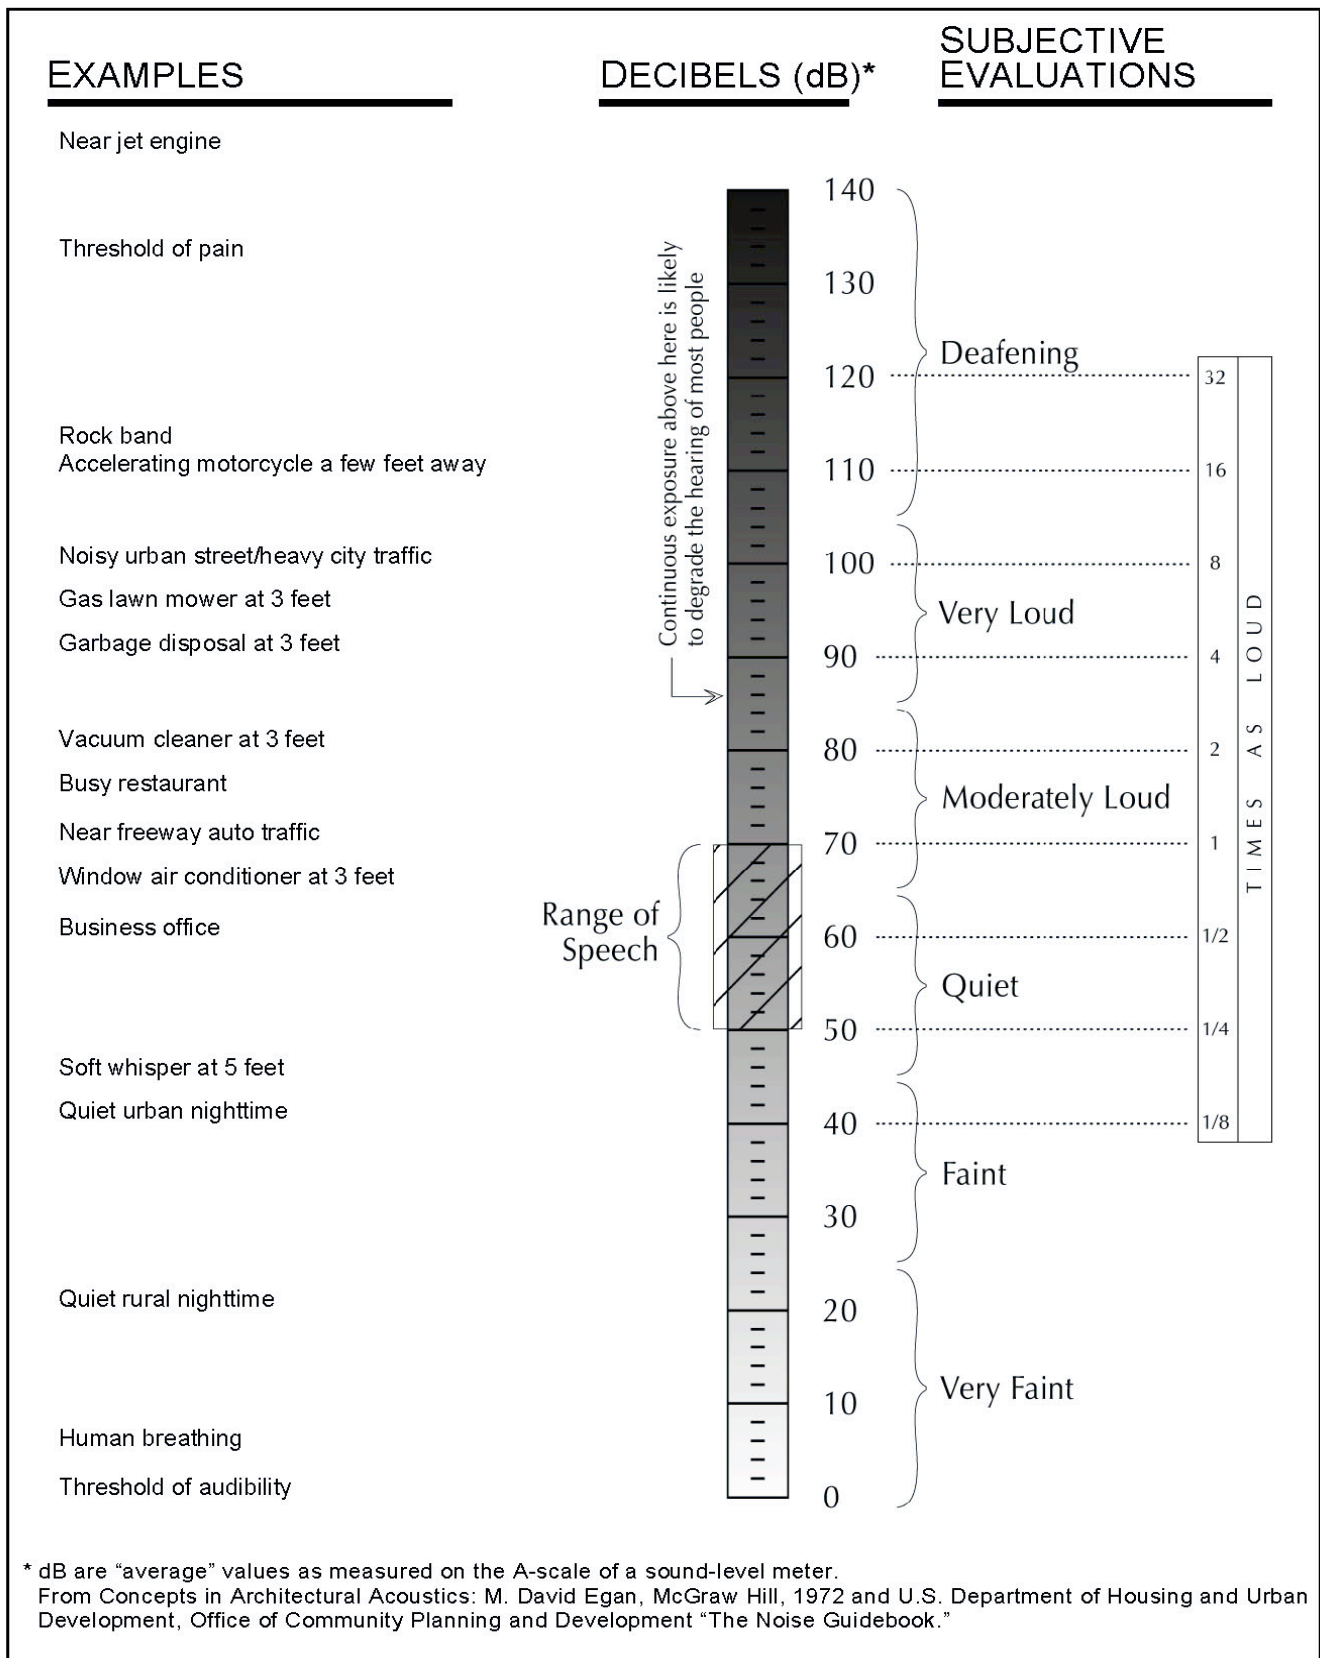 EXAMPLES
DECIBELS (dB)*
SUBJECTIVE
EVALUATIONS
Near jet engine
Threshold of pain
Rock band
Accelerating motorcycle a few feet away
Noisy urban street/heavy city traffic
Gas lawn mower at 3 feet
Garbage disposal at 3 feet
Vacuum cleaner at 3 feet
Busy restaurant
Near freeway auto traffic
Window air conditioner at 3 feet
Business office
Soft whisper at 5 feet
Quiet urban nighttime
Quiet rural nighttime
Human breathing
Threshold of audibility
Continuous exposure above here is likely
to degrade the hearing of most people
Range of
Speech
140
130
120
110
100
90
80
70
60
50
40
30
20
10
0
Deafening
Very Loud
Moderately Loud
Quiet
Faint
Very Faint
32
16
8
4
2
1
1/2
1/4
1/8
TIMES AS LOUD
* dB are “average” values as measured on the A-scale of a sound-level meter.
From Concepts in Architectural Acoustics: M. David Egan, McGraw Hill, 1972 and U.S. Department of Housing and Urban
Development, Office of Community Planning and Development “The Noise Guidebook.”